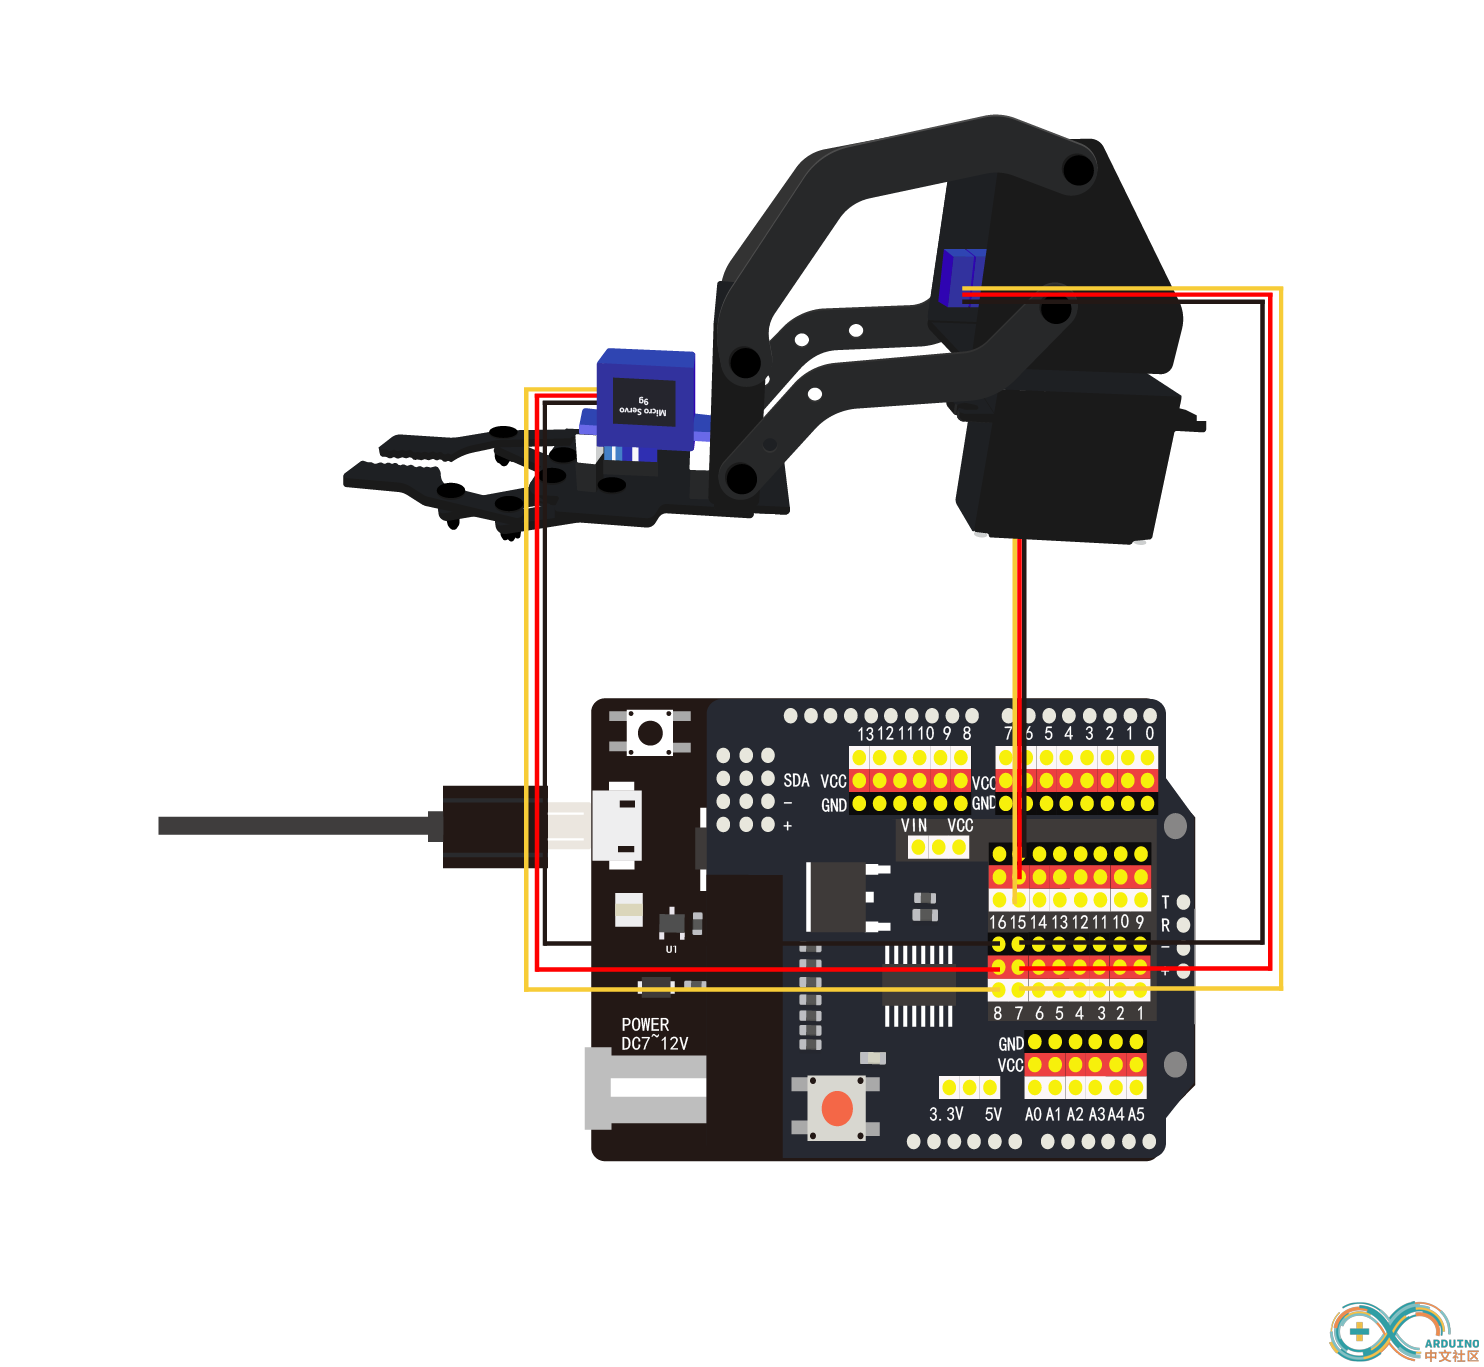 Micro Servo
9g
13 12 11 10 9 8
7 6 5 4 3 2 1 0
SDA
VCC
VCC
GND
GND
-
+
VIN VCC
16 15 14 13 12 11 10 9
T
R
-
+
U1
8 7 6 5 4 3 2 1
POWER
DC7~12V
GND
VCC
3.3V 5V
A0 A1 A2 A3 A4 A5
ARDUINO
中文社区